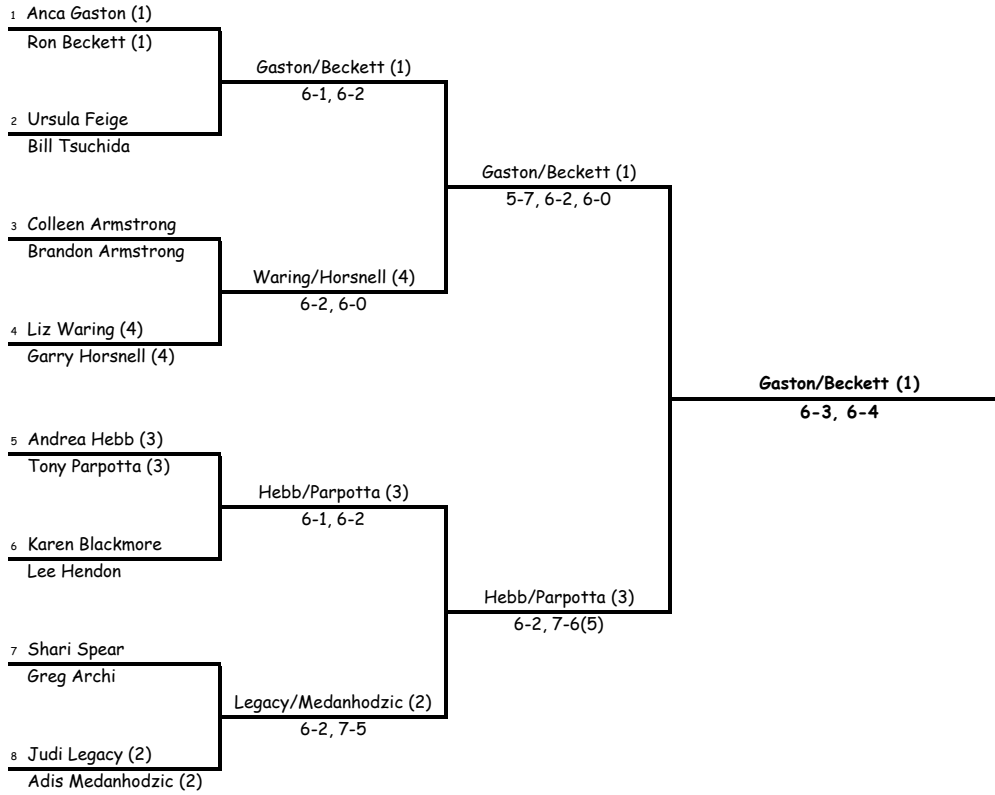 1 Anca Gaston (1)
Ron Beckett (1)
Gaston/Beckett (1)
6-1, 6-2
2 Ursula Feige
Bill Tsuchida
Gaston/Beckett (1)
5-7, 6-2, 6-0
3 Colleen Armstrong
Brandon Armstrong
Waring/Horsnell (4)
6-2, 6-0
4 Liz Waring (4)
Garry Horsnell (4)
Gaston/Beckett (1)
6-3, 6-4
5 Andrea Hebb (3)
Tony Parpotta (3)
Hebb/Parpotta (3)
6-1, 6-2
6 Karen Blackmore
Lee Hendon
Hebb/Parpotta (3)
6-2, 7-6(5)
7 Shari Spear
Greg Archi
Legacy/Medanhodzic (2)
6-2, 7-5
8 Judi Legacy (2)
Adis Medanhodzic (2)